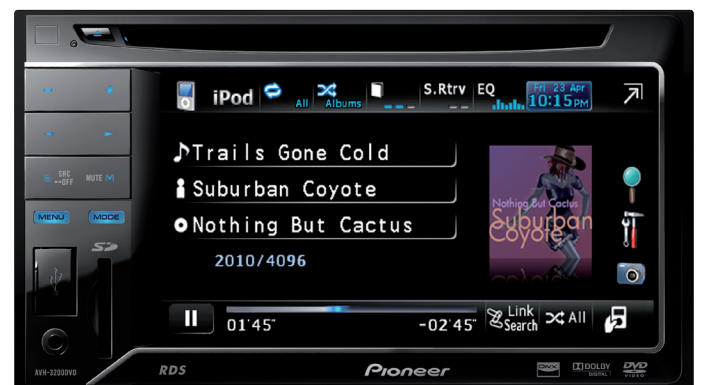 iPod
All
Albums
S.Rtrv
EQ
Fri 23 Apr
10:15PM
Trails Gone Cold
Suburban Coyote
Nothing But Cactus
2010/4096
Nothing But Cactus
Suburban
Coyote
01'45"
-02'45"
Link
Search
All
SRC
OFF
MUTE
MENU
MODE
SD
AVH-3200DVD
RDS
Pioneer
DivX
DOLBY
DIGITAL
DVD
VIDEO